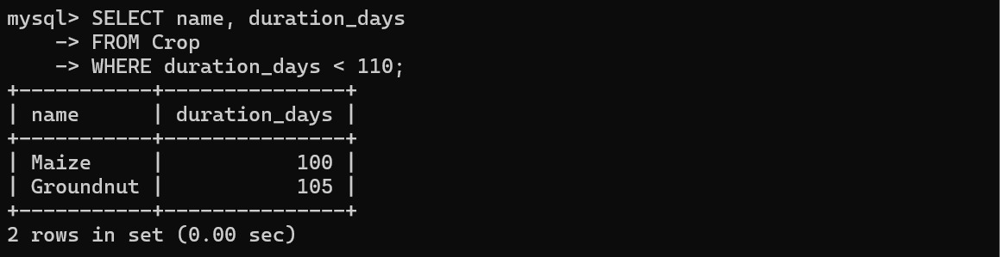 mysql> SELECT name, duration_days
    -> FROM Crop
    -> WHERE duration_days < 110;
+-----------+---------------+
| name      | duration_days |
+-----------+---------------+
| Maize     |           100 |
| Groundnut |           105 |
+-----------+---------------+
2 rows in set (0.00 sec)